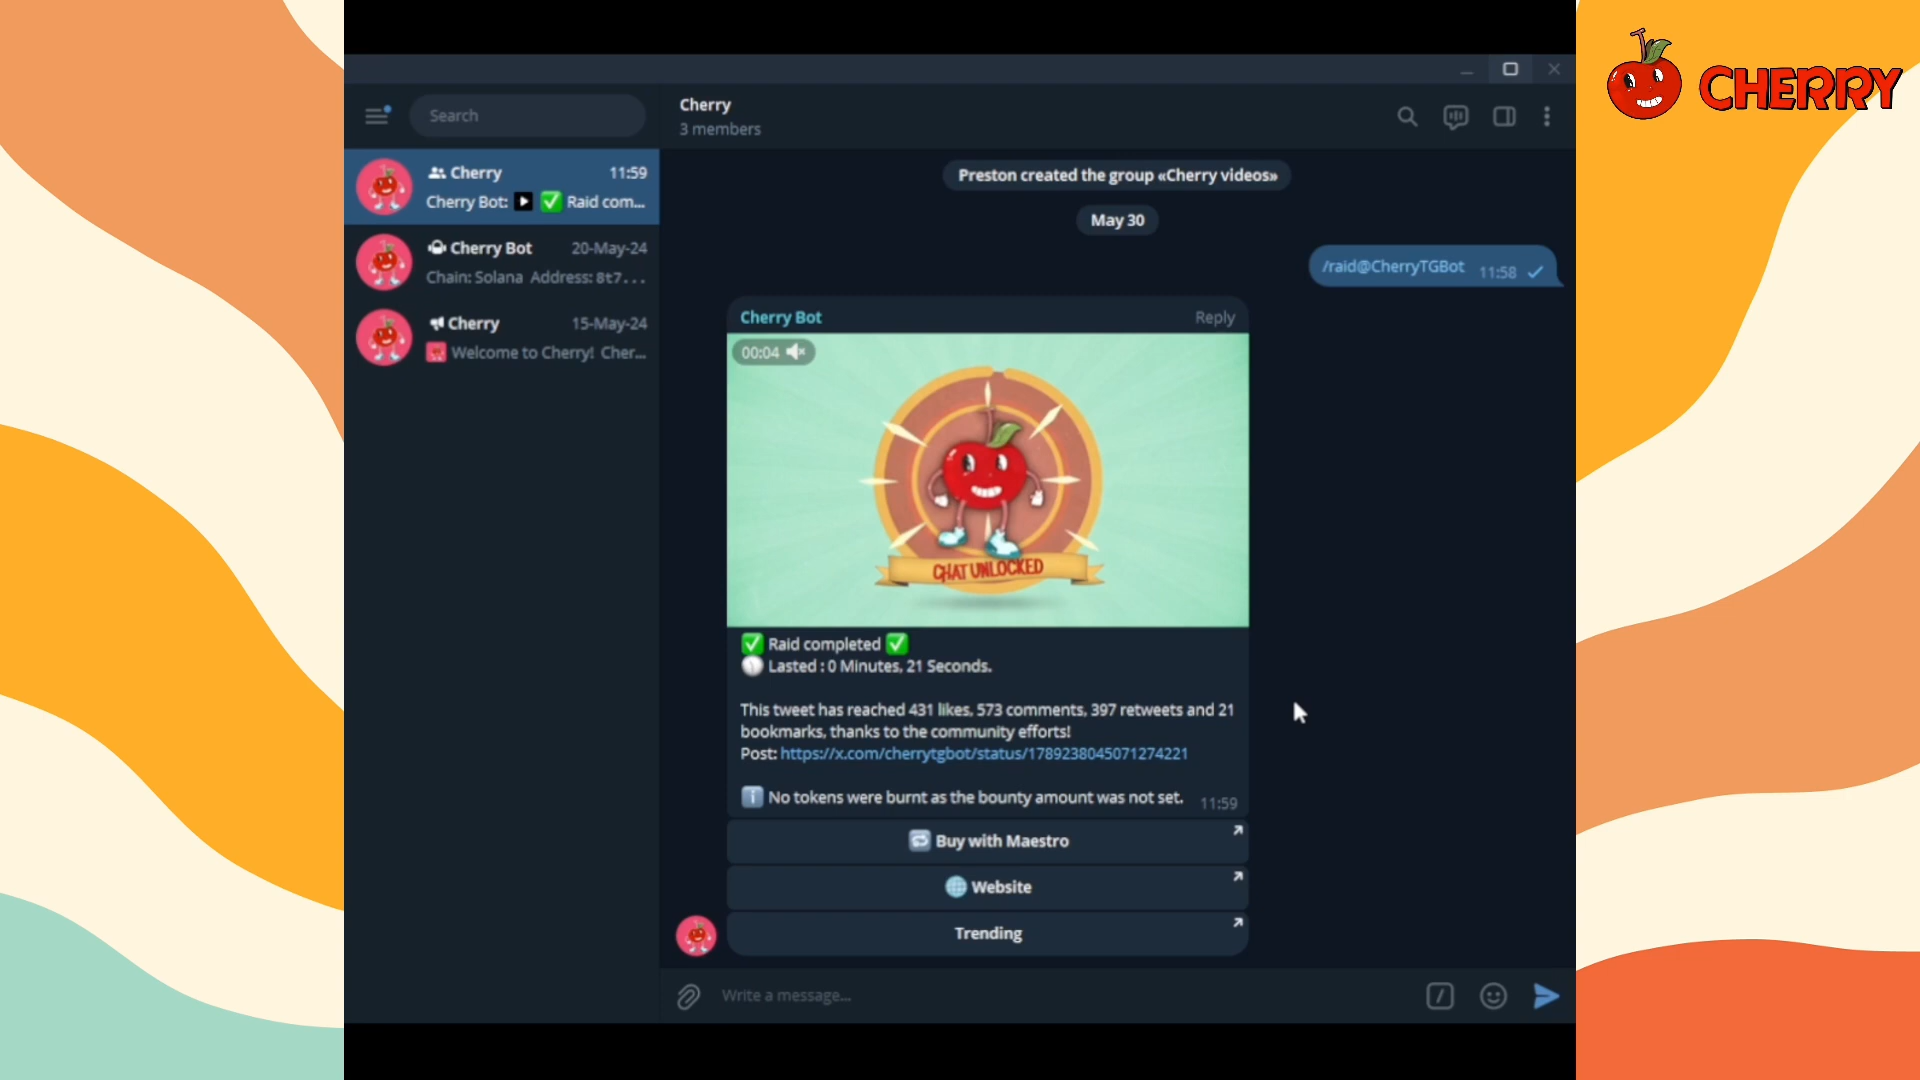 CHERRY
Search
Cherry
3 members
Cherry 11:59
Cherry Bot: ✅ Raid com...
Cherry Bot 20-May-24
Chain: Solana Address: 8t7...
Cherry 15-May-24
Welcome to Cherry! Cher...
Preston created the group «Cherry videos»
May 30
/raid@CherryTGBot 11:58
Cherry Bot Reply
00:04
CHAT UNLOCKED
✅ Raid completed ✅
Lasted : 0 Minutes, 21 Seconds.
This tweet has reached 431 likes, 573 comments, 397 retweets and 21
bookmarks, thanks to the community efforts!
Post: https://x.com/cherrytgbot/status/1789238045071274221
ℹ️ No tokens were burnt as the bounty amount was not set. 11:59
Buy with Maestro
Website
Trending
Write a message...